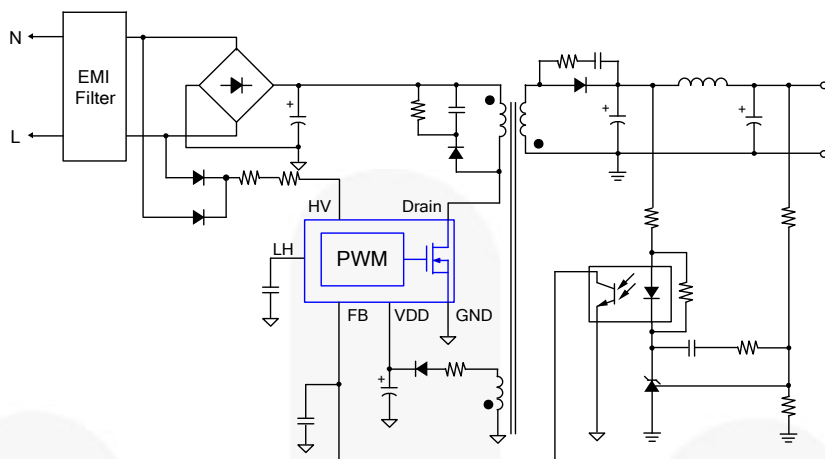 N
EMI
Filter
L
+
+
+
HV
Drain
LH
PWM
FB
VDD
GND
+